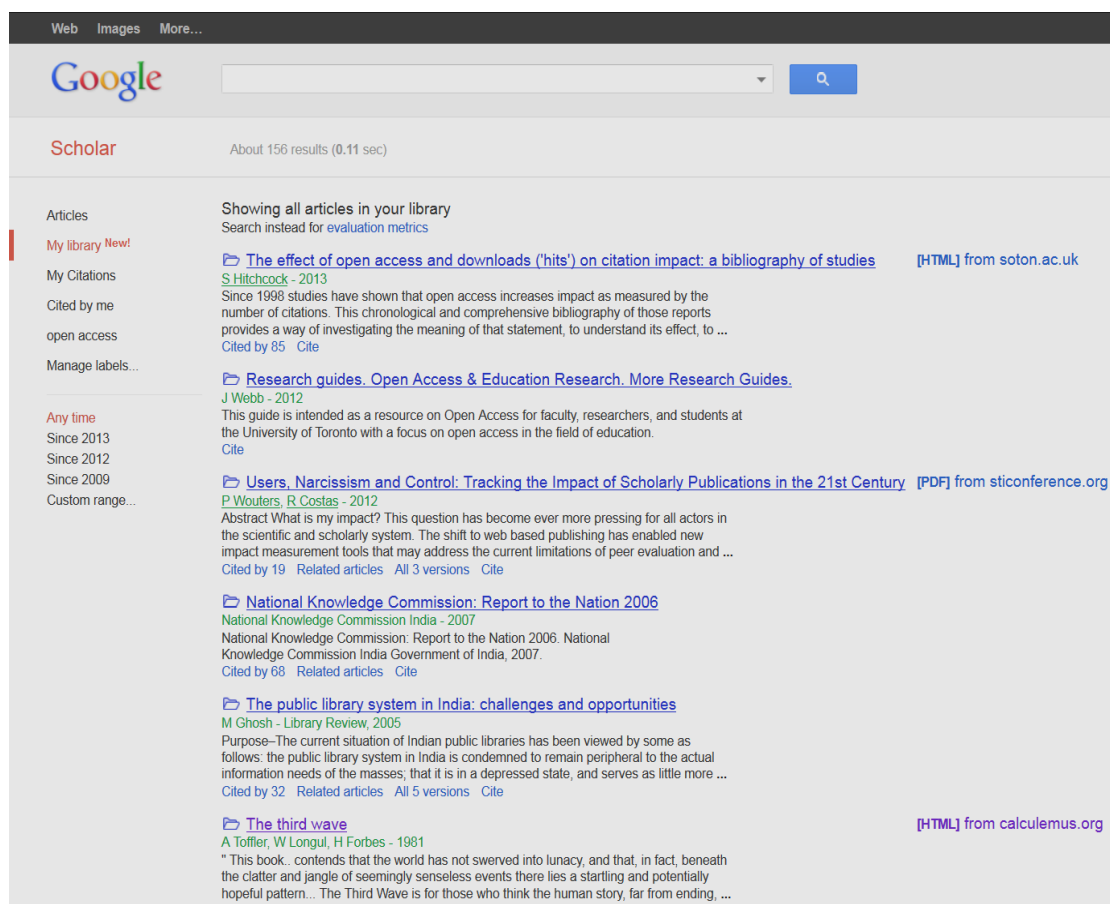 Web Images More...
Google
Scholar
About 156 results (0.11 sec)
Articles
My library New!
My Citations
Cited by me
open access
Manage labels...
Any time
Since 2013
Since 2012
Since 2009
Custom range...
Showing all articles in your library
Search instead for evaluation metrics
The effect of open access and downloads ('hits') on citation impact: a bibliography of studies
[HTML] from soton.ac.uk
S Hitchcock - 2013
Since 1998 studies have shown that open access increases impact as measured by the
number of citations. This chronological and comprehensive bibliography of those reports
provides a way of investigating the meaning of that statement, to understand its effect, to ...
Cited by 85 Cite
Research guides. Open Access & Education Research. More Research Guides.
J Webb - 2012
This guide is intended as a resource on Open Access for faculty, researchers, and students at
the University of Toronto with a focus on open access in the field of education.
Cite
Users, Narcissism and Control: Tracking the Impact of Scholarly Publications in the 21st Century
[PDF] from sticonference.org
P Wouters, R Costas - 2012
Abstract What is my impact? This question has become ever more pressing for all actors in
the scientific and scholarly system. The shift to web based publishing has enabled new
impact measurement tools that may address the current limitations of peer evaluation and ...
Cited by 19 Related articles All 3 versions Cite
National Knowledge Commission: Report to the Nation 2006
National Knowledge Commission India - 2007
National Knowledge Commission: Report to the Nation 2006. National
Knowledge Commission India Government of India, 2007.
Cited by 68 Related articles Cite
The public library system in India: challenges and opportunities
M Ghosh - Library Review, 2005
Purpose–The current situation of Indian public libraries has been viewed by some as
follows: the public library system in India is condemned to remain peripheral to the actual
information needs of the masses; that it is in a depressed state, and serves as little more ...
Cited by 32 Related articles All 5 versions Cite
The third wave
[HTML] from calculemus.org
A Toffler, W Longul, H Forbes - 1981
" This book.. contends that the world has not swerved into lunacy, and that, in fact, beneath
the clatter and jangle of seemingly senseless events there lies a startling and potentially
hopeful pattern... The Third Wave is for those who think the human story, far from ending, ...